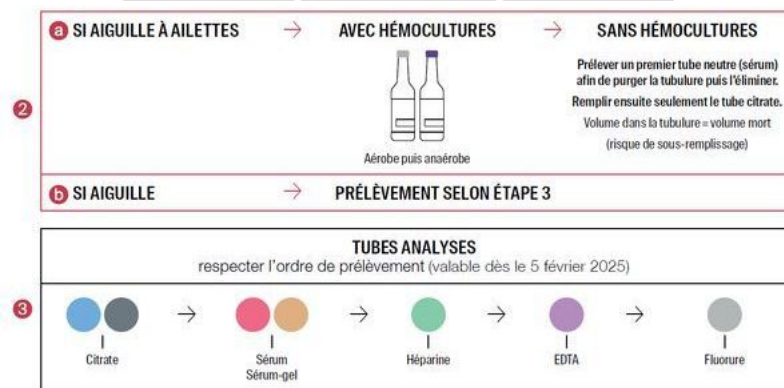 2
a SI AIGUILLE À AILETTES → AVEC HÉMOCULTURES → SANS HÉMOCULTURES
Aérobe puis anaérobe
Prélever un premier tube neutre (sérum)
afin de purger la tubulure puis l'éliminer.
Remplir ensuite seulement le tube citrate.
Volume dans la tubulure = volume mort
(risque de sous-remplissage)
b SI AIGUILLE → PRÉLÈVEMENT SELON ÉTAPE 3
3
TUBES ANALYSES
respecter l'ordre de prélèvement (valable dès le 5 février 2025)
Citrate → Sérum → Héparine → EDTA → Fluorure
Sérum-gel